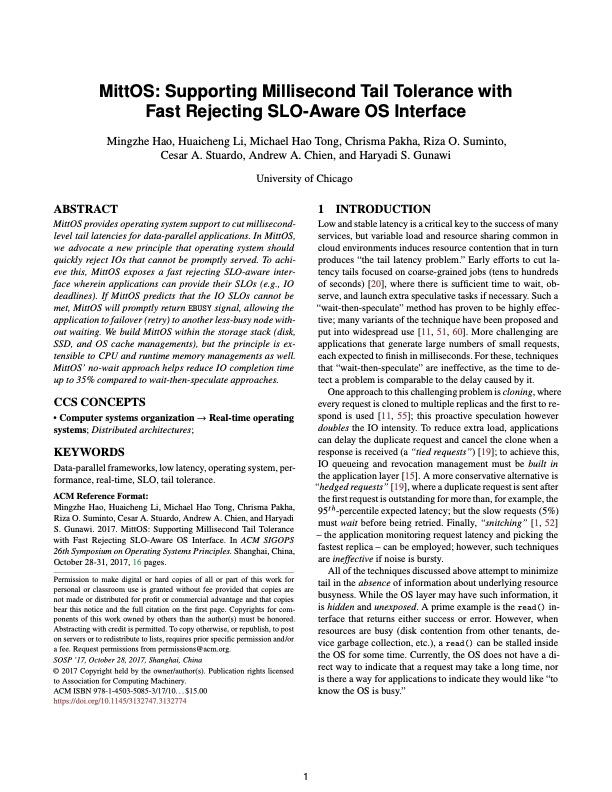 MittOS: Supporting Millisecond Tail Tolerance with
Fast Rejecting SLO-Aware OS Interface
Mingzhe Hao, Huaicheng Li, Michael Hao Tong, Chrisma Pakha, Riza O. Suminto,
Cesar A. Stuardo, Andrew A. Chien, and Haryadi S. Gunawi
University of Chicago
ABSTRACT
MittOS provides operating system support to cut millisecond-
level tail latencies for data-parallel applications. In MittOS,
we advocate a new principle that operating system should
quickly reject IOs that cannot be promptly served. To achi-
eve this, MittOS exposes a fast rejecting SLO-aware inter-
face wherein applications can provide their SLOs (e.g., IO
deadlines). If MittOS predicts that the IO SLOs cannot be
met, MittOS will promptly return EBUSY signal, allowing the
application to failover (retry) to another less-busy node with-
out waiting. We build MittOS within the storage stack (disk,
SSD, and OS cache managements), but the principle is ex-
tensible to CPU and runtime memory managements as well.
MittOS' no-wait approach helps reduce IO completion time
up to 35% compared to wait-then-speculate approaches.
CCS CONCEPTS
• Computer systems organization → Real-time operating
systems; Distributed architectures;
KEYWORDS
Data-parallel frameworks, low latency, operating system, per-
formance, real-time, SLO, tail tolerance.
ACM Reference Format:
Mingzhe Hao, Huaicheng Li, Michael Hao Tong, Chrisma Pakha,
Riza O. Suminto, Cesar A. Stuardo, Andrew A. Chien, and Haryadi
S. Gunawi. 2017. MittOS: Supporting Millisecond Tail Tolerance
with Fast Rejecting SLO-Aware OS Interface. In ACM SIGOPS
26th Symposium on Operating Systems Principles. Shanghai, China,
October 28-31, 2017, 16 pages.
Permission to make digital or hard copies of all or part of this work for
personal or classroom use is granted without fee provided that copies are
not made or distributed for profit or commercial advantage and that copies
bear this notice and the full citation on the first page. Copyrights for com-
ponents of this work owned by others than the author(s) must be honored.
Abstracting with credit is permitted. To copy otherwise, or republish, to post
on servers or to redistribute to lists, requires prior specific permission and/or
a fee. Request permissions from permissions@acm.org.
SOSP '17, October 28, 2017, Shanghai, China
© 2017 Copyright held by the owner/author(s). Publication rights licensed
to Association for Computing Machinery.
ACM ISBN 978-1-4503-5085-3/17/10...$15.00
https://doi.org/10.1145/3132747.3132774
1 INTRODUCTION
Low and stable latency is a critical key to the success of many
services, but variable load and resource sharing common in
cloud environments induces resource contention that in turn
produces "the tail latency problem." Early efforts to cut la-
tency tails focused on coarse-grained jobs (tens to hundreds
of seconds) [20], where there is sufficient time to wait, ob-
serve, and launch extra speculative tasks if necessary. Such a
"wait-then-speculate" method has proven to be highly effec-
tive; many variants of the technique have been proposed and
put into widespread use [11, 51, 60]. More challenging are
applications that generate large numbers of small requests,
each expected to finish in milliseconds. For these, techniques
that "wait-then-speculate" are ineffective, as the time to de-
tect a problem is comparable to the delay caused by it.
One approach to this challenging problem is cloning, where
every request is cloned to multiple replicas and the first to re-
spond is used [11, 55]; this proactive speculation however
doubles the IO intensity. To reduce extra load, applications
can delay the duplicate request and cancel the clone when a
response is received (a "tied requests") [19]; to achieve this,
IO queueing and revocation management must be built in
the application layer [15]. A more conservative alternative is
"hedged requests" [19], where a duplicate request is sent after
the first request is outstanding for more than, for example, the
95th-percentile expected latency; but the slow requests (5%)
must wait before being retried. Finally, "snitching" [1, 52]
– the application monitoring request latency and picking the
fastest replica – can be employed; however, such techniques
are ineffective if noise is bursty.
All of the techniques discussed above attempt to minimize
tail in the absence of information about underlying resource
busyness. While the OS layer may have such information, it
is hidden and unexposed. A prime example is the read() in-
terface that returns either success or error. However, when
resources are busy (disk contention from other tenants, de-
vice garbage collection, etc.), a read() can be stalled inside
the OS for some time. Currently, the OS does not have a di-
rect way to indicate that a request may take a long time, nor
is there a way for applications to indicate they would like "to
know the OS is busy."
1